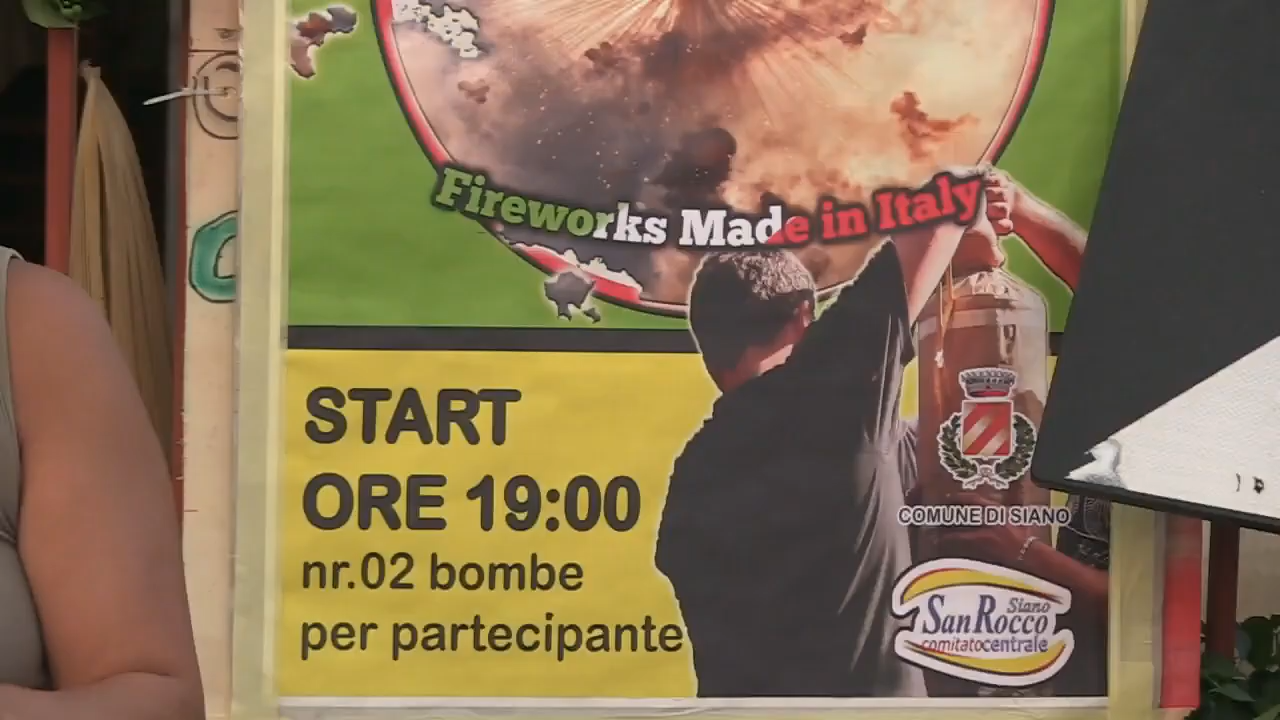 Fireworks Made in Italy
START
ORE 19:00
nr.02 bombe
per partecipante
COMUNE DI SIANO
Siano
San Rocco
comitatocentrale